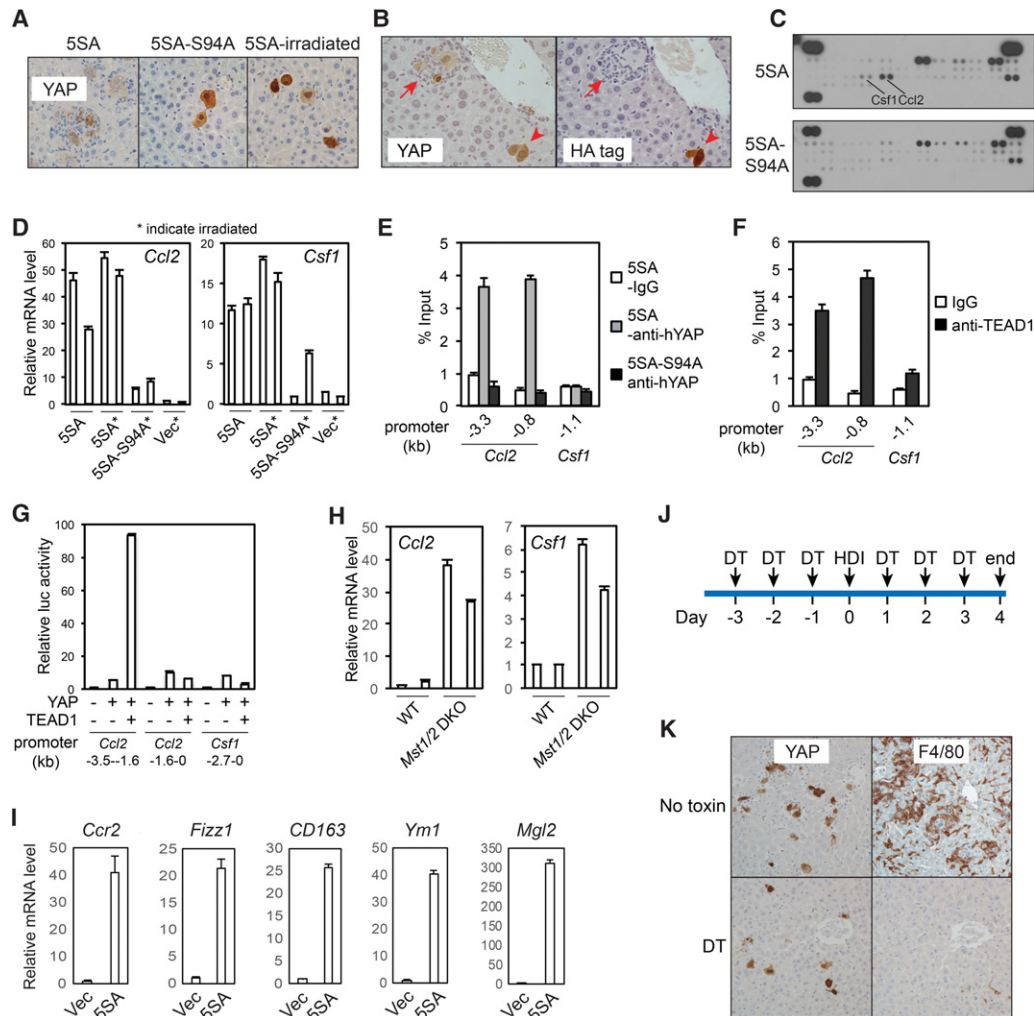 A
5SA 5SA-S94A 5SA-irradiated
YAP
B
YAP
HA tag
C
5SA
Csf1 Ccl2
5SA-
S94A
D
* indicate irradiated
Relative mRNA level
60
50
40
30
20
10
0
Ccl2
5SA
5SA*
5SA-S94A*
Vec*
20
15
10
5
0
Csf1
5SA
5SA*
5SA-S94A*
Vec*
E
% Input
5
4
3
2
1
0
5SA
-IgG
5SA
-anti-hYAP
5SA-S94A
anti-hYAP
promoter
(kb)
-3.3 -0.8 -1.1
Ccl2 Csf1
F
% Input
6
5
4
3
2
1
0
IgG
anti-TEAD1
promoter
(kb)
-3.3 -0.8 -1.1
Ccl2 Csf1
G
Relative luc activity
100
80
60
40
20
0
YAP - + + - + + - + +
TEAD1 - - + - - + - - +
promoter
(kb)
Ccl2 Ccl2 Csf1
-3.5--1.6 -1.6-0 -2.7-0
H
Relative mRNA level
50
40
30
20
10
0
Ccl2
WT
Mst1/2 DKO
7
6
5
4
3
2
1
0
Csf1
WT
Mst1/2 DKO
J
DT DT DT HDI DT DT DT end
Day -3 -2 -1 0 1 2 3 4
I
Relative mRNA level
Ccr2
50
40
30
20
10
0
Vec
5SA
Fizz1
25
20
15
10
5
0
Vec
5SA
CD163
30
25
20
15
10
5
0
Vec
5SA
Ym1
50
40
30
20
10
0
Vec
5SA
Mgl2
350
300
250
200
150
100
50
0
Vec
5SA
K
YAP
F4/80
No toxin
DT